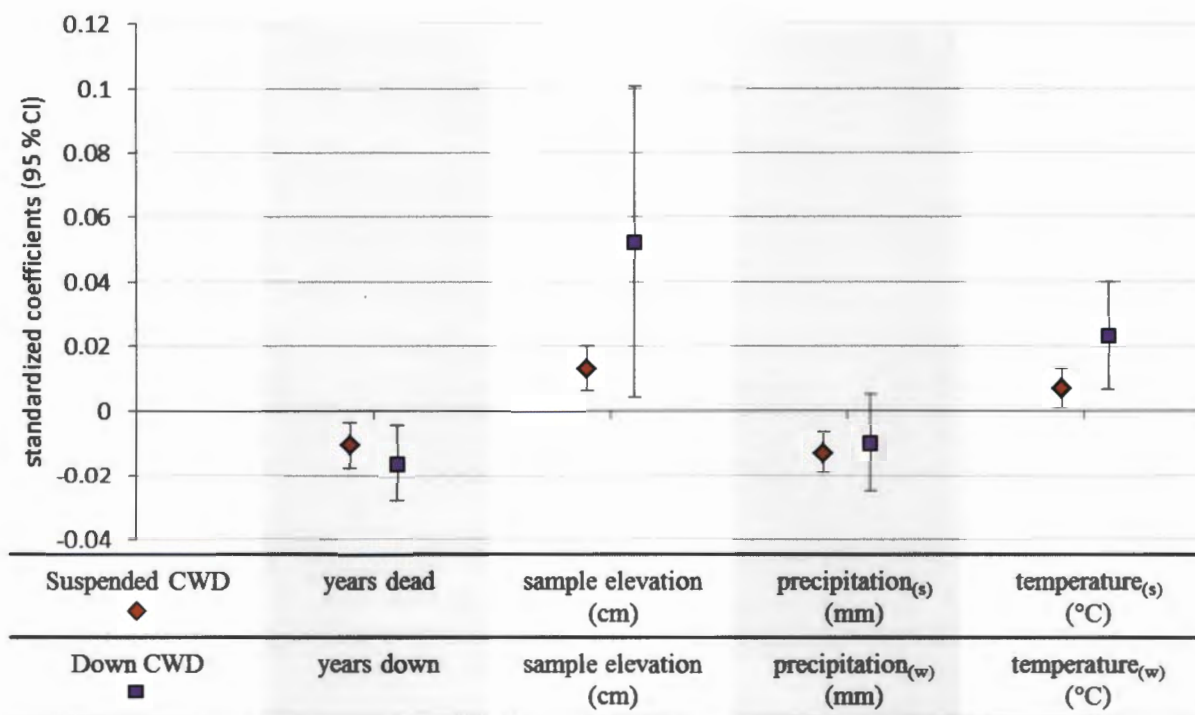 standardized coefficients (95 % CI)
0.12
0.1
0.08
0.06
0.04
0.02
0
-0.02
-0.04
Suspended CWD years dead sample elevation precipitation(s) temperature(s)
(cm) (mm) (°C)
Down CWD years down sample elevation precipitation(w) temperature(w)
(cm) (mm) (°C)